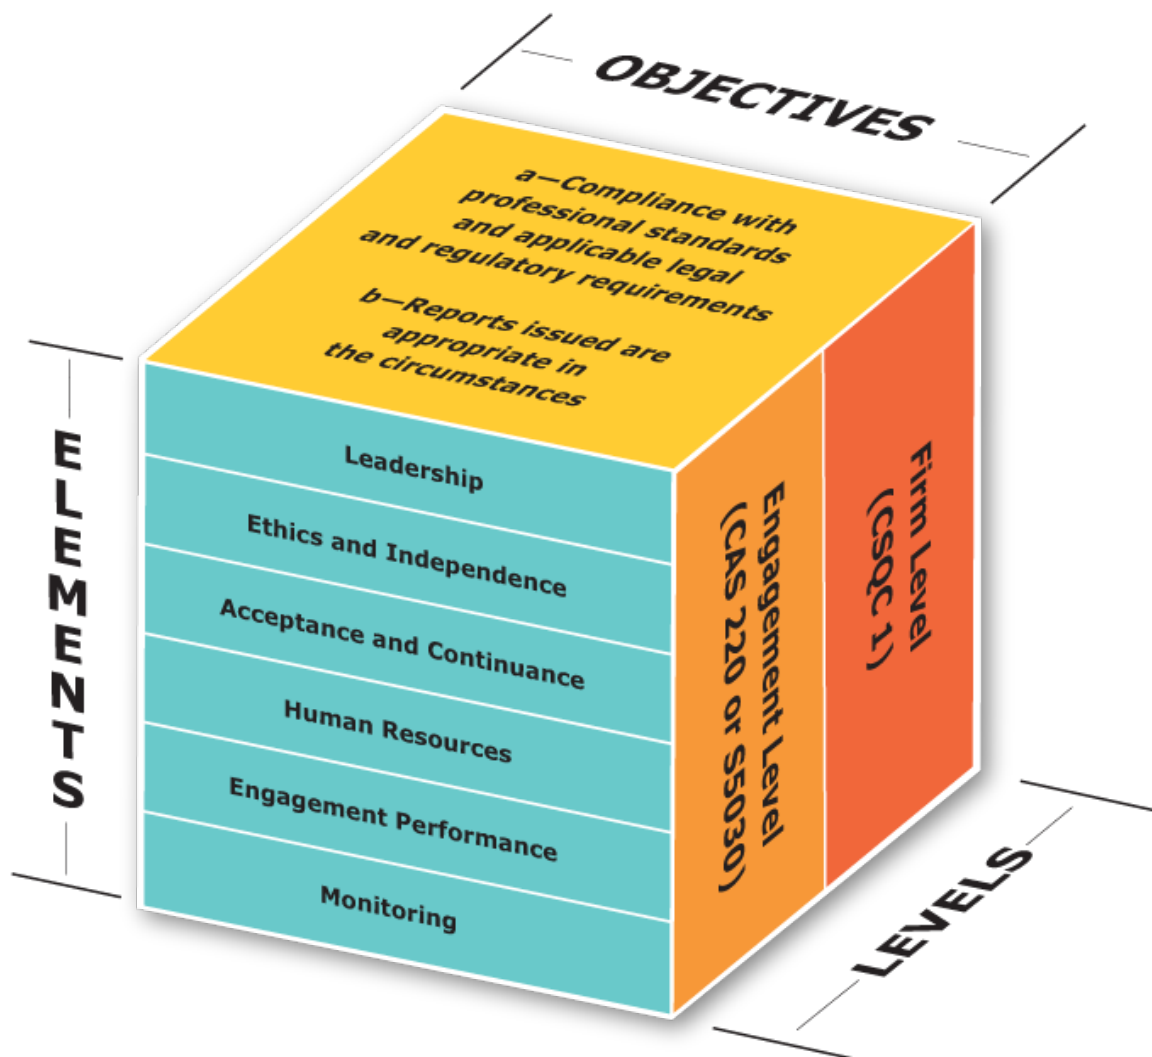 OBJECTIVES
a—Compliance with
professional standards
and applicable legal
and regulatory requirements
b—Reports issued are
appropriate in
the circumstances
ELEMENTS
Leadership
Ethics and Independence
Acceptance and Continuance
Human Resources
Engagement Performance
Monitoring
Engagement Level
(CAS 220 or S5030)
Firm Level
(CSQC 1)
LEVELS